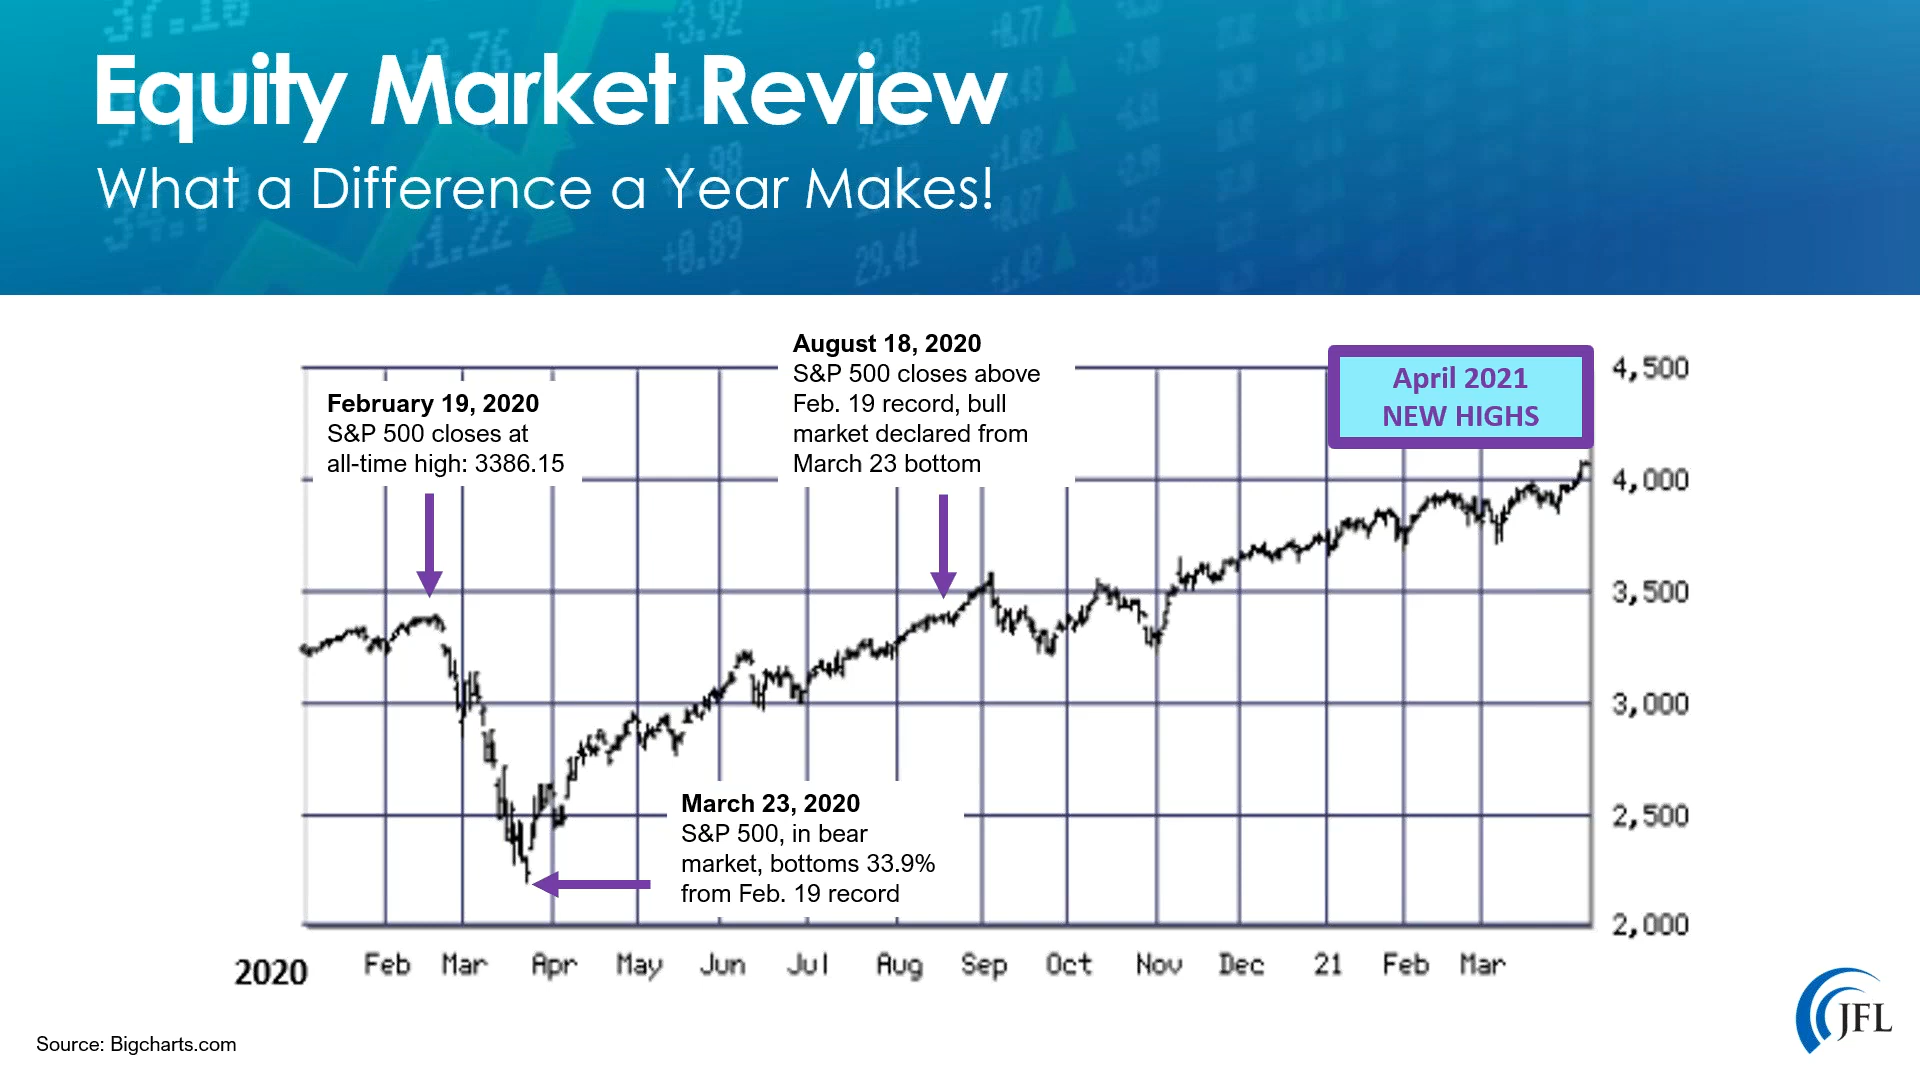 Equity Market Review
What a Difference a Year Makes!
+0.89
29.41
August 18, 2020
S&P 500 closes above
Feb. 19 record, bull
market declared from
March 23 bottom
February 19, 2020
S&P 500 closes at
all-time high: 3386.15
April 2021
NEW HIGHS
March 23, 2020
S&P 500, in bear
market, bottoms 33.9%
from Feb. 19 record
4,500
4,000
3,500
3,000
2,500
2,000
2020 Feb Mar Apr May Jun Jul Aug Sep Oct Nov Dec 21 Feb Mar
JFL
Source: Bigcharts.com